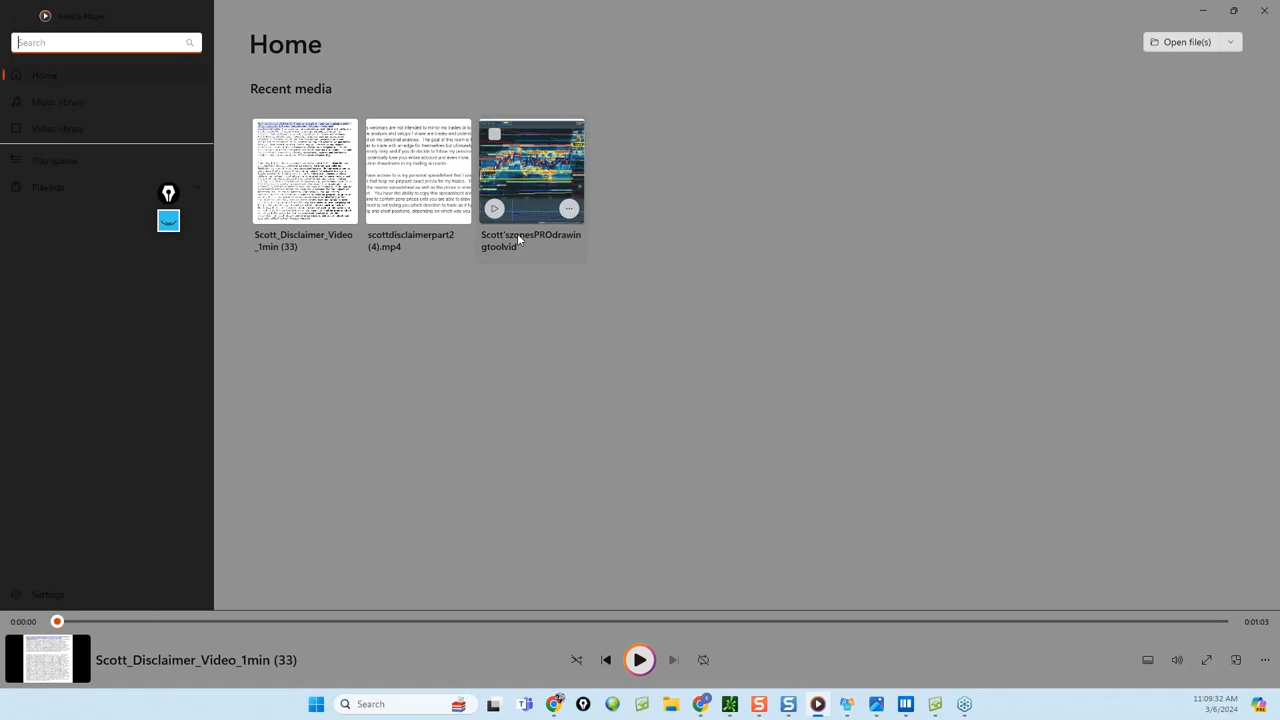 Media Player
Search
Home
Music library
Video library
Play queue
Playlists
Settings
Home
Open file(s)
Recent media
Scott_Disclaimer_Video
_1min (33)
scottdisclaimerpart2
(4).mp4
Scott'szonesPROdrawin
gtoolvid
0:00:00
0:01:03
Scott_Disclaimer_Video_1min (33)
Search
11:09:32 AM
3/6/2024